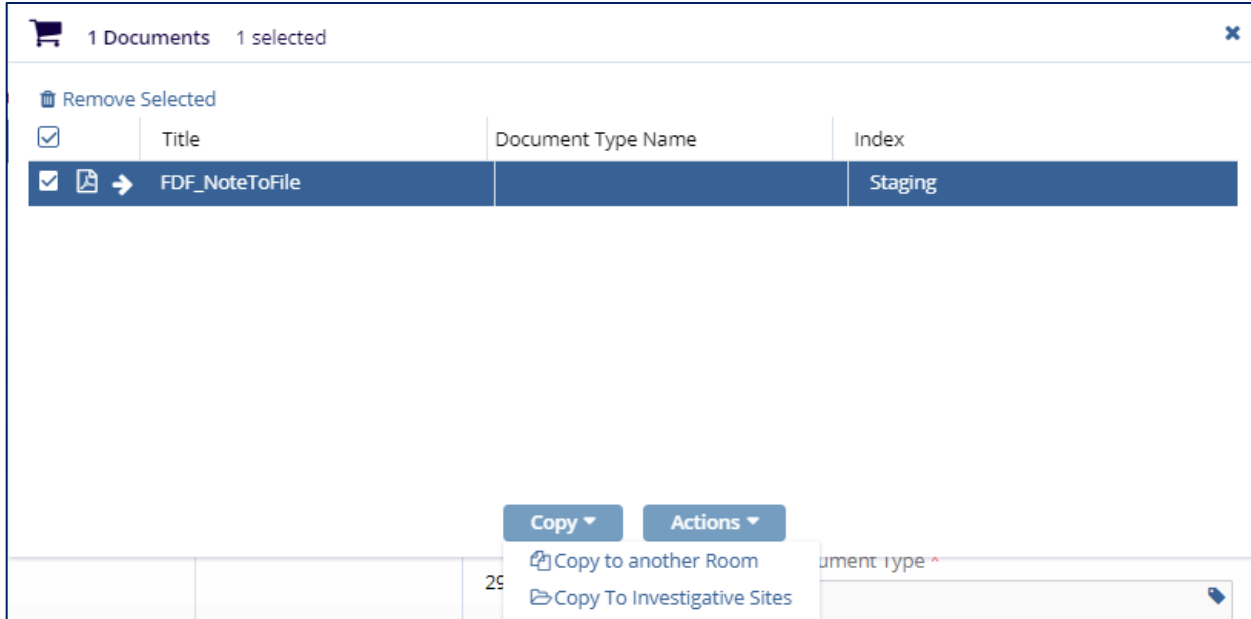 1 Documents 1 selected
Remove Selected
Title Document Type Name Index
FDF_NoteToFile Staging
Copy Actions
Copy to another Room
ument Type *
29
Copy To Investigative Sites